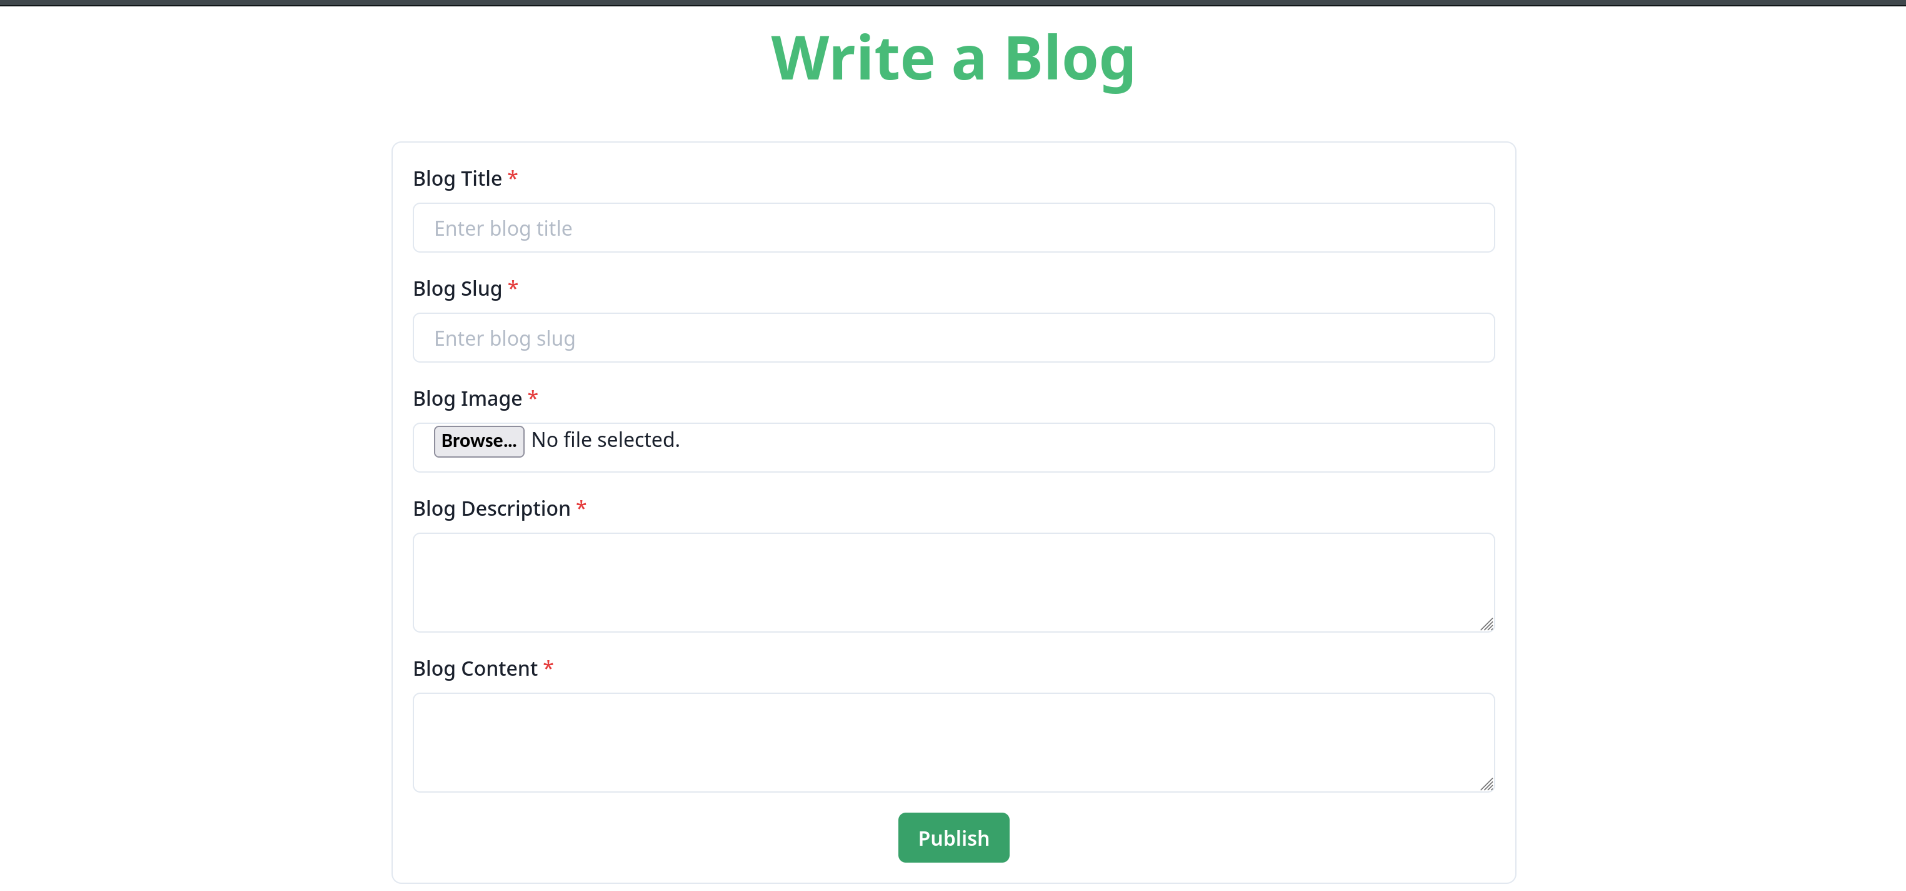 Write a Blog
Blog Title *
Enter blog title
Blog Slug *
Enter blog slug
Blog Image *
Browse... No file selected.
Blog Description *
Blog Content *
Publish